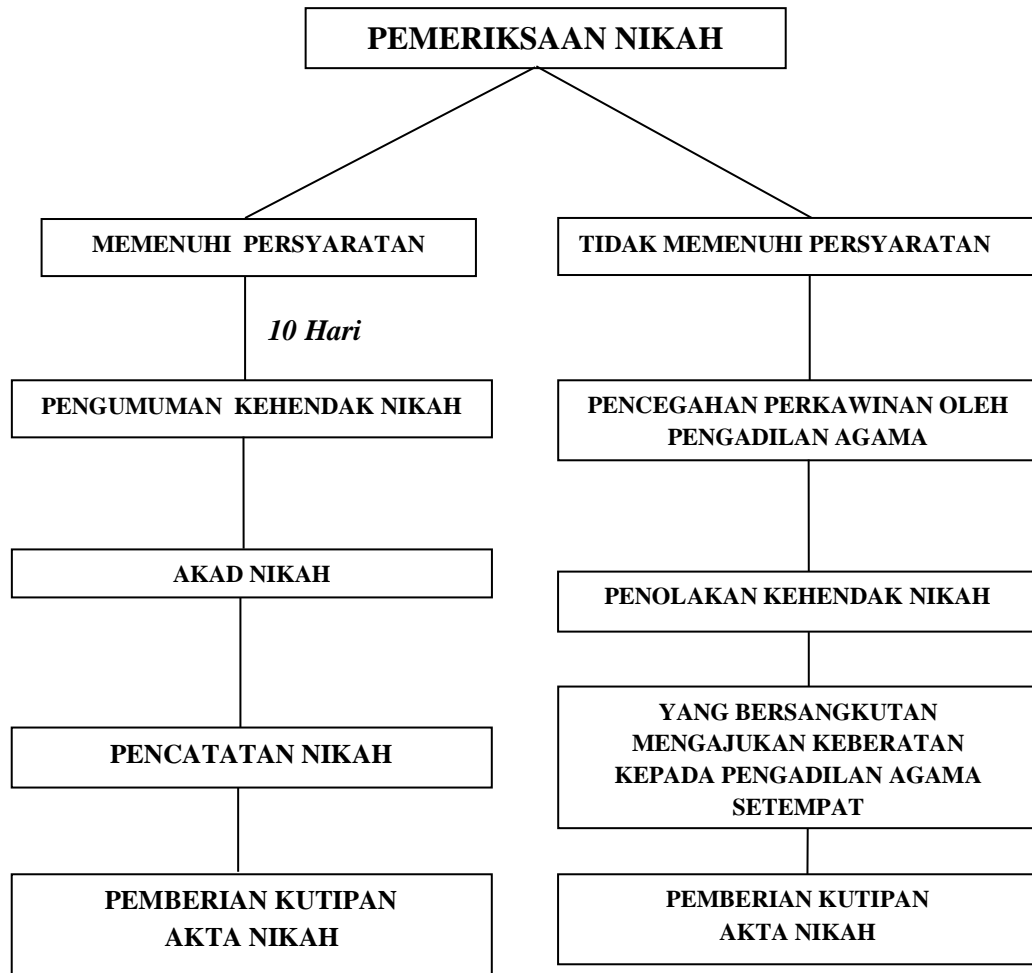 PEMERIKSAAN NIKAH
MEMENUHI PERSYARATAN
10 Hari
PENGUMUMAN KEHENDAK NIKAH
AKAD NIKAH
PENCATATAN NIKAH
PEMBERIAN KUTIPAN
AKTA NIKAH
TIDAK MEMENUHI PERSYARATAN
PENCEGAHAN PERKAWINAN OLEH
PENGADILAN AGAMA
PENOLAKAN KEHENDAK NIKAH
YANG BERSANGKUTAN
MENGAJUKAN KEBERATAN
KEPADA PENGADILAN AGAMA
SETEMPAT
PEMBERIAN KUTIPAN
AKTA NIKAH